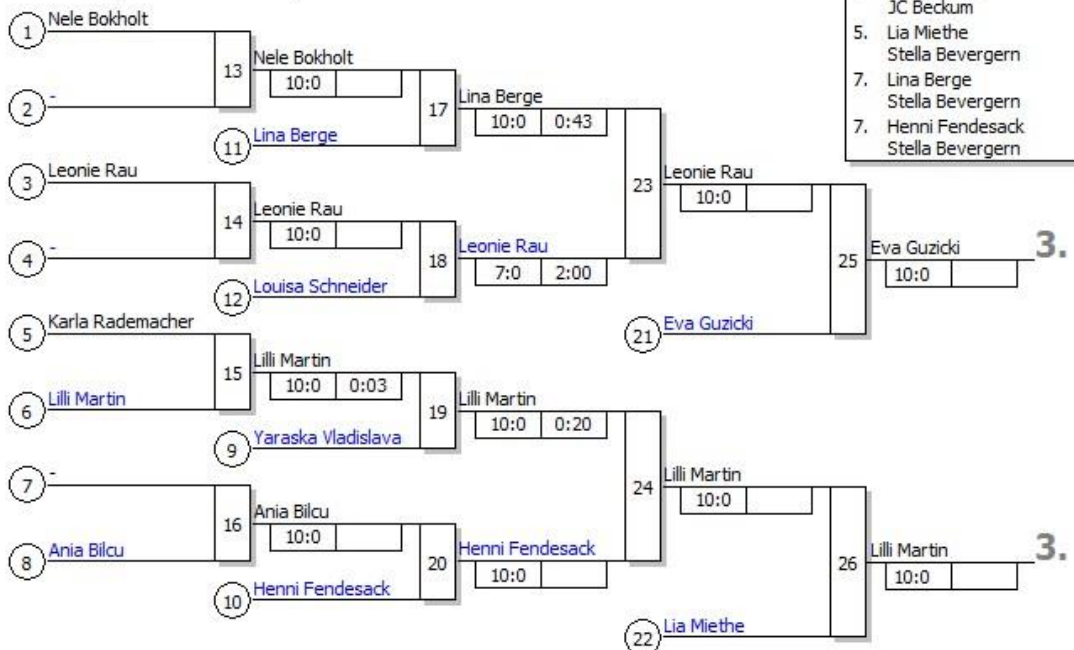 JC Beckum
5. Lia Miethe
Stella Bevergern
7. Lina Berge
Stella Bevergern
7. Henni Fendesack
Stella Bevergern
1 Nele Bokholt
13 Nele Bokholt
10:0
2 -
17 Lina Berge
10:0 0:43
11 Lina Berge
3 Leonie Rau
23 Leonie Rau
10:0
14 Leonie Rau
10:0
4 -
18 Leonie Rau
7:0 2:00
12 Louisa Schneider
25 Eva Guzicki 3.
10:0
5 Karla Rademacher
21 Eva Guzicki
15 Lilli Martin
10:0 0:03
6 Lilli Martin
19 Lilli Martin
10:0 0:20
9 Yaraska Vladislava
7 -
24 Lilli Martin
10:0
16 Ania Bilcu
10:0
8 Ania Bilcu
20 Henni Fendesack
10:0
10 Henni Fendesack
26 Lilli Martin 3.
10:0
22 Lia Miethe